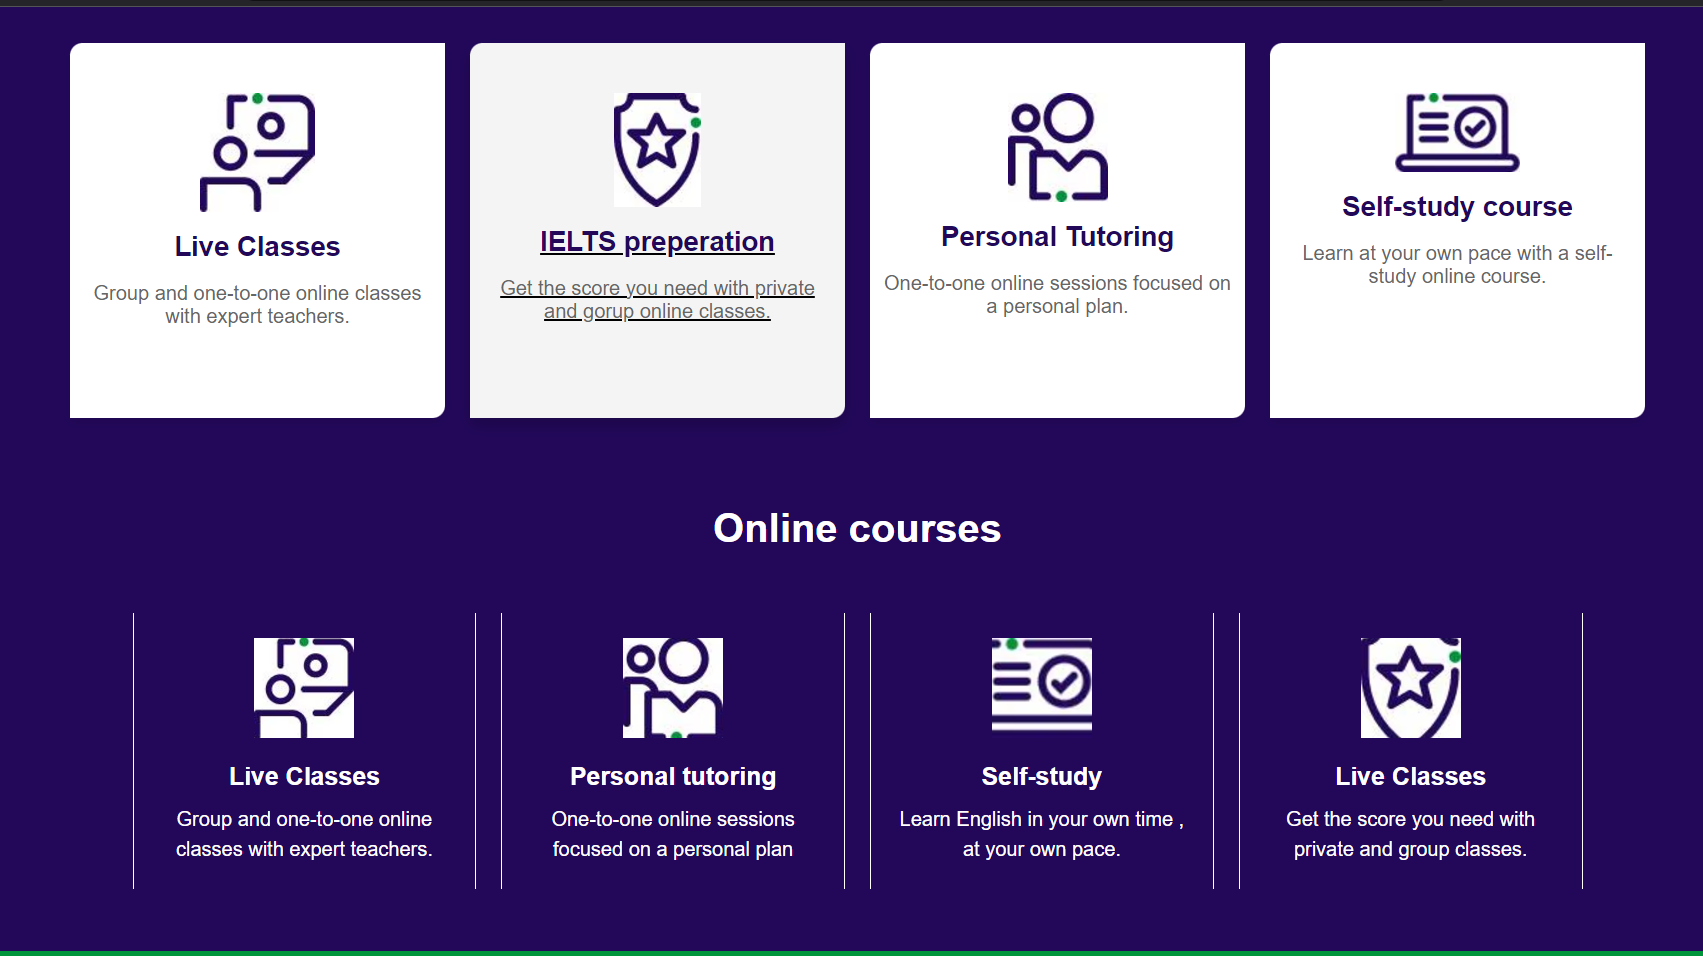 Live Classes
Group and one-to-one online classes
with expert teachers.
IELTS preperation
Get the score you need with private
and gorup online classes.
Personal Tutoring
One-to-one online sessions focused on
a personal plan.
Self-study course
Learn at your own pace with a self-
study online course.
Online courses
Live Classes
Group and one-to-one online
classes with expert teachers.
Personal tutoring
One-to-one online sessions
focused on a personal plan
Self-study
Learn English in your own time ,
at your own pace.
Live Classes
Get the score you need with
private and group classes.